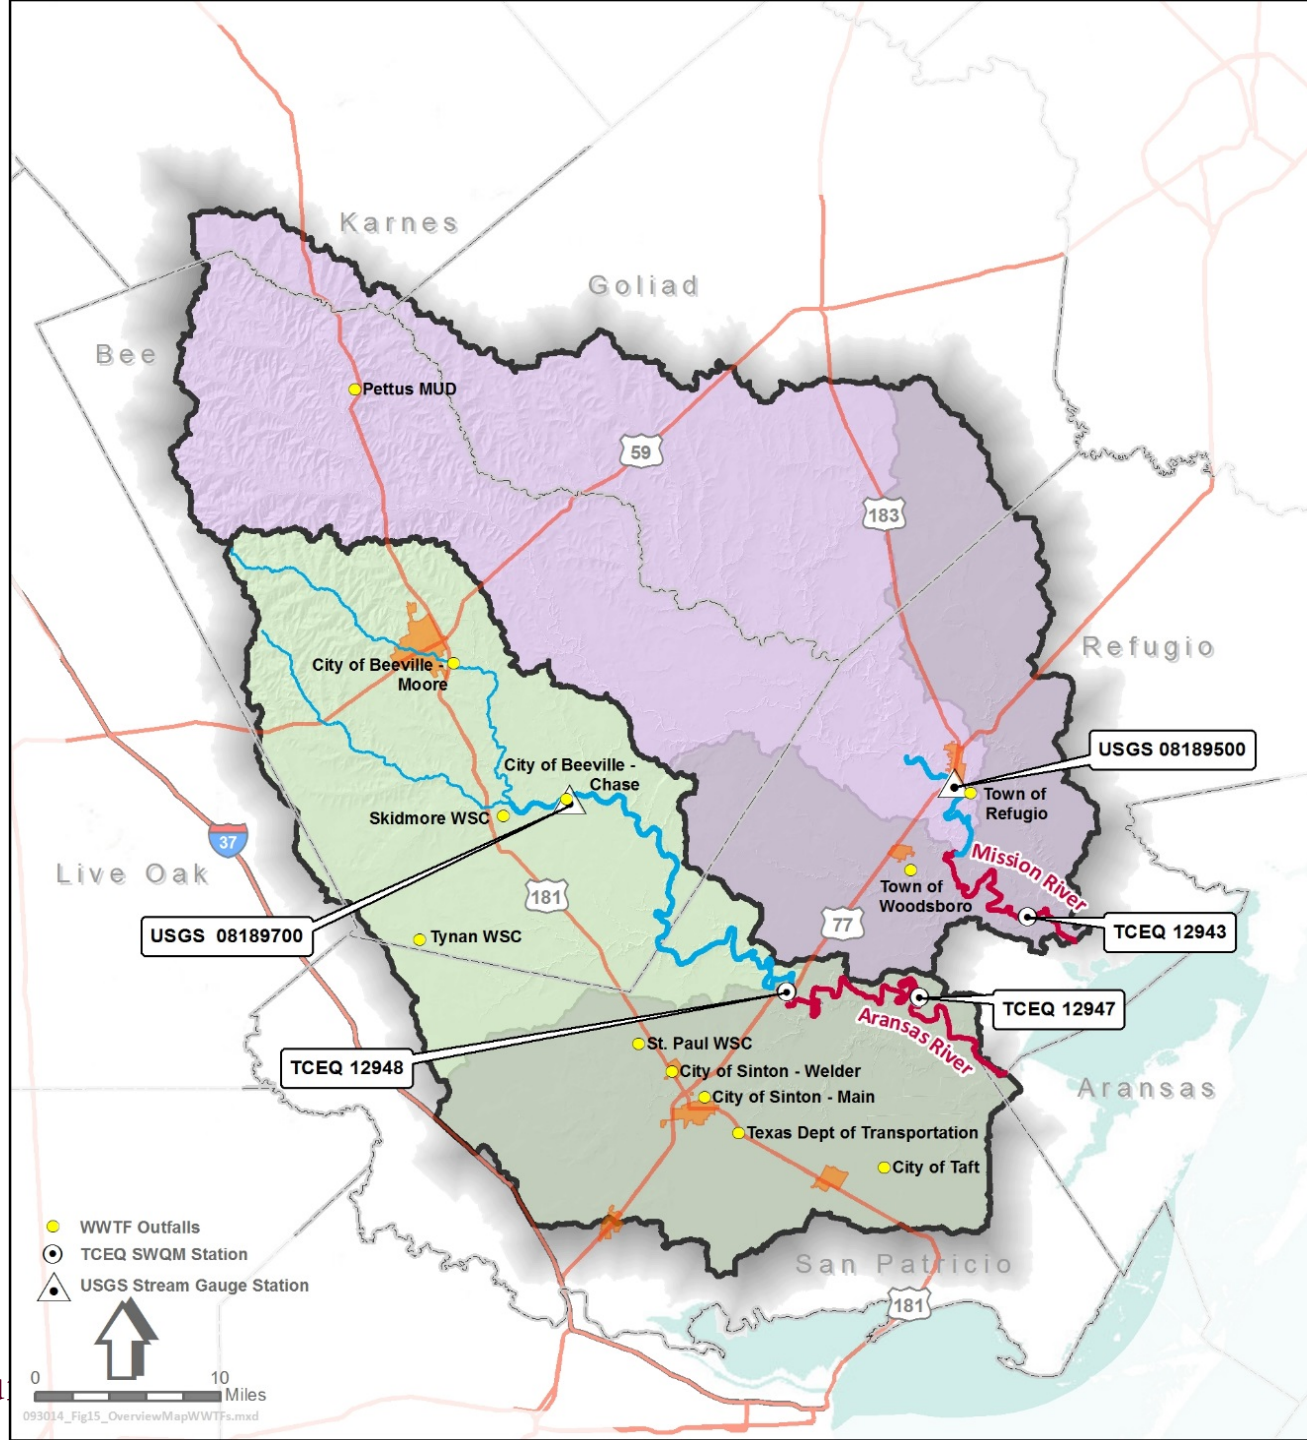 Karnes
Goliad
Bee
Pettus MUD
59
183
Refugio
City of Beeville -
Moore
USGS 08189500
City of Beeville -
Chase
Town of
Refugio
Skidmore WSC
37
Live Oak
Mission River
181
Town of
Woodsboro
77
USGS 08189700
Tynan WSC
TCEQ 12943
TCEQ 12947
Aransas River
St. Paul WSC
TCEQ 12948
City of Sinton - Welder
Aransas
City of Sinton - Main
Texas Dept of Transportation
City of Taft
WWTF Outfalls
TCEQ SWQM Station
San Patricio
USGS Stream Gauge Station
181
0 10
Miles
093014_Fig15_OverviewMapWWTFs.mxd